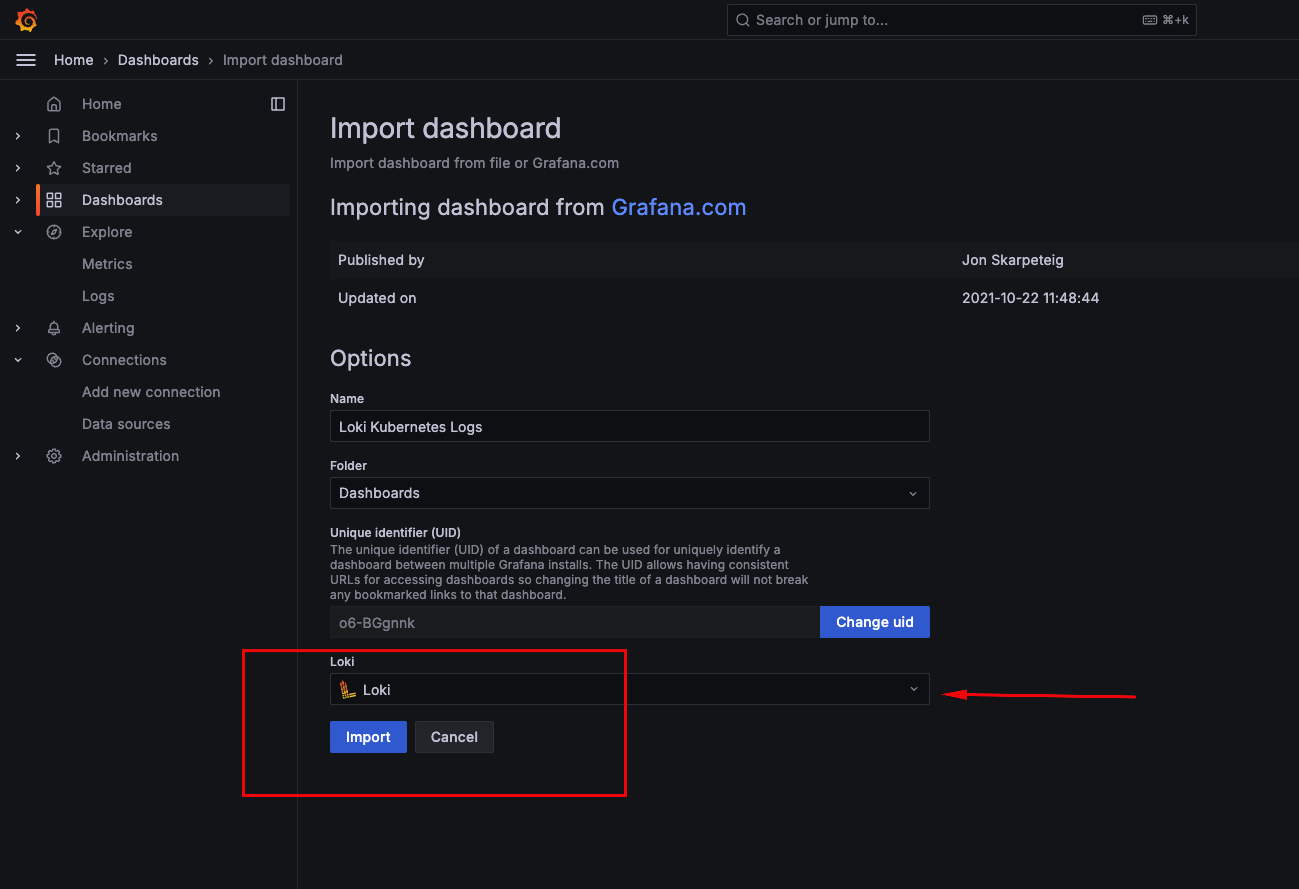 Search or jump to...
⌘+k
Home › Dashboards › Import dashboard
Home
Bookmarks
Starred
Dashboards
Explore
Metrics
Logs
Alerting
Connections
Add new connection
Data sources
Administration
Import dashboard
Import dashboard from file or Grafana.com
Importing dashboard from Grafana.com
Published by Jon Skarpeteig
Updated on 2021-10-22 11:48:44
Options
Name
Loki Kubernetes Logs
Folder
Dashboards
Unique identifier (UID)
The unique identifier (UID) of a dashboard can be used for uniquely identify a
dashboard between multiple Grafana installs. The UID allows having consistent
URLs for accessing dashboards so changing the title of a dashboard will not break
any bookmarked links to that dashboard.
o6-BGgnnk Change uid
Loki
Loki
Import Cancel